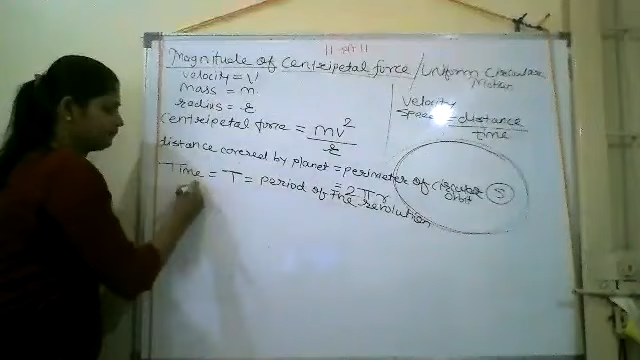 || श्री ||
Magnitude of Centripetal force / Uniform Circular Motion
velocity = V
mass = m
radius = r
Centripetal force = mv²/r
velocity
speed = distance/time
distance covered by planet = perimeter of circular orbit
= 2πr
Time = T = period of the revolution
S